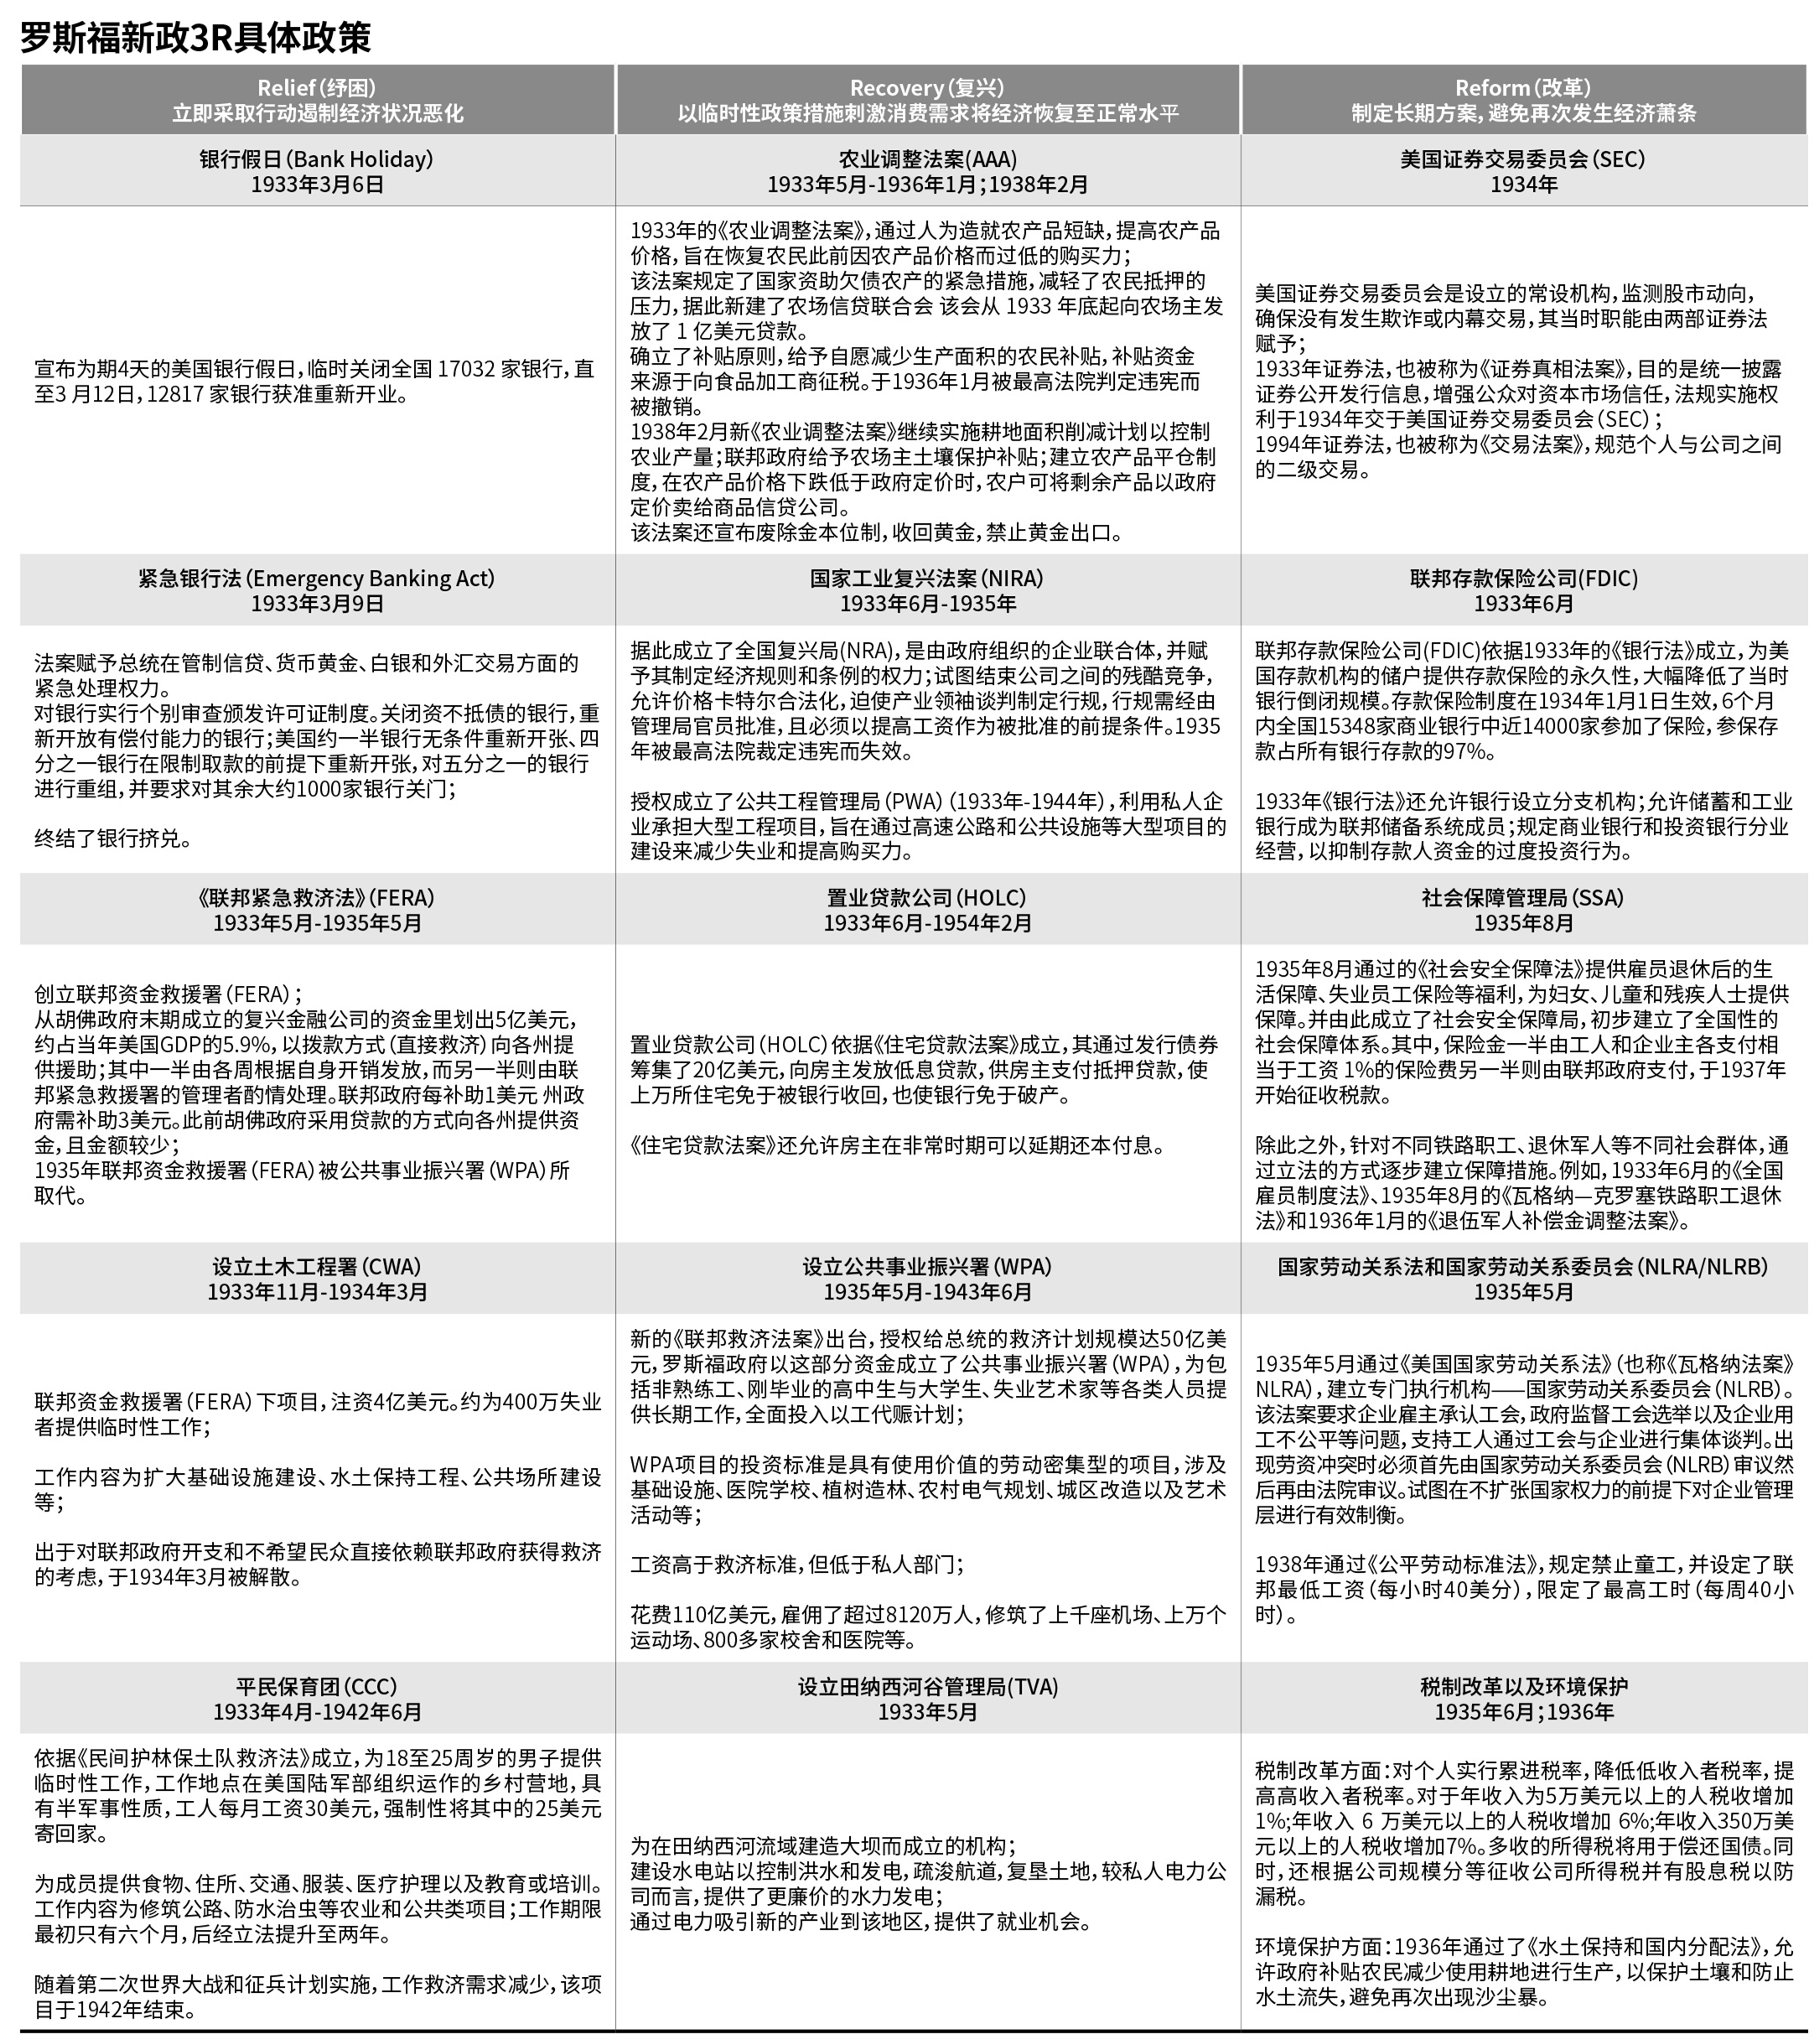 罗斯福新政3R具体政策
Relief（纾困）
立即采取行动遏制经济状况恶化
Recovery（复兴）
以临时性政策措施刺激消费需求将经济恢复至正常水平
Reform（改革）
制定长期方案，避免再次发生经济萧条
银行假日（Bank Holiday）
1933年3月6日
农业调整法案(AAA)
1933年5月-1936年1月；1938年2月
美国证券交易委员会（SEC）
1934年
宣布为期4天的美国银行假日，临时关闭全国 17032 家银行，直
至3 月12日，12817 家银行获准重新开业。
1933年的《农业调整法案》，通过人为造就农产品短缺，提高农产品
价格，旨在恢复农民此前因农产品价格而过低的购买力；
该法案规定了国家资助欠债农产的紧急措施，减轻了农民抵押的
压力，据此新建了农场信贷联合会 该会从 1933 年底起向农场主发
放了 1 亿美元贷款。
确立了补贴原则，给予自愿减少生产面积的农民补贴，补贴资金
来源于向食品加工商征税。于1936年1月被最高法院判定违宪而
被撤销。
1938年2月新《农业调整法案》继续实施耕地面积削减计划以控制
农业产量；联邦政府给予农场主土壤保护补贴；建立农产品平仓制
度，在农产品价格下跌低于政府定价时，农户可将剩余产品以政府
定价卖给商品信贷公司。
该法案还宣布废除金本位制，收回黄金，禁止黄金出口。
美国证券交易委员会是设立的常设机构，监测股市动向，
确保没有发生欺诈或内幕交易，其当时职能由两部证券法
赋予；
1933年证券法，也被称为《证券真相法案》，目的是统一披露
证券公开发行信息，增强公众对资本市场信任，法规实施权
利于1934年交于美国证券交易委员会（SEC）；
1994年证券法，也被称为《交易法案》，规范个人与公司之间
的二级交易。
紧急银行法（Emergency Banking Act）
1933年3月9日
国家工业复兴法案（NIRA）
1933年6月-1935年
联邦存款保险公司(FDIC)
1933年6月
法案赋予总统在管制信贷、货币黄金、白银和外汇交易方面的
紧急处理权力。
对银行实行个别审查颁发许可证制度。关闭资不抵债的银行，重
新开放有偿付能力的银行；美国约一半银行无条件重新开张、四
分之一银行在限制取款的前提下重新开张，对五分之一的银行
进行重组，并要求对其余大约1000家银行关门；
终结了银行挤兑。
据此成立了全国复兴局(NRA)，是由政府组织的企业联合体，并赋
予其制定经济规则和条例的权力；试图结束公司之间的残酷竞争，
允许价格卡特尔合法化，迫使产业领袖谈判制定行规，行规需经由
管理局官员批准，且必须以提高工资作为被批准的前提条件。1935
年被最高法院裁定违宪而失效。
授权成立了公共工程管理局（PWA）（1933年-1944年），利用私人企
业承担大型工程项目，旨在通过高速公路和公共设施等大型项目的
建设来减少失业和提高购买力。
联邦存款保险公司(FDIC)依据1933年的《银行法》成立，为美
国存款机构的储户提供存款保险的永久性，大幅降低了当时
银行倒闭规模。存款保险制度在1934年1月1日生效，6个月
内全国15348家商业银行中近14000家参加了保险，参保存
款占所有银行存款的97%。
1933年《银行法》还允许银行设立分支机构；允许储蓄和工业
银行成为联邦储备系统成员；规定商业银行和投资银行分业
经营，以抑制存款人资金的过度投资行为。
《联邦紧急救济法》（FERA）
1933年5月-1935年5月
置业贷款公司（HOLC）
1933年6月-1954年2月
社会保障管理局（SSA）
1935年8月
创立联邦资金救援署（FERA）；
从胡佛政府末期成立的复兴金融公司的资金里划出5亿美元，
约占当年美国GDP的5.9%，以拨款方式（直接救济）向各州提
供援助；其中一半由各周根据自身开销发放，而另一半则由联
邦紧急救援署的管理者酌情处理。联邦政府每补助1美元 州政
府需补助3美元。此前胡佛政府采用贷款的方式向各州提供资
金，且金额较少；
1935年联邦资金救援署（FERA）被公共事业振兴署（WPA）所
取代。
置业贷款公司（HOLC）依据《住宅贷款法案》成立，其通过发行债券
筹集了20亿美元，向房主发放低息贷款，供房主支付抵押贷款，使
上万所住宅免于被银行收回，也使银行免于破产。
《住宅贷款法案》还允许房主在非常时期可以延期还本付息。
1935年8月通过的《社会安全保障法》提供雇员退休后的生
活保障、失业员工保险等福利，为妇女、儿童和残疾人士提供
保障。并由此成立了社会安全保障局，初步建立了全国性的
社会保障体系。其中，保险金一半由工人和企业主各支付相
当于工资 1%的保险费另一半则由联邦政府支付，于1937年
开始征收税款。
除此之外，针对不同铁路职工、退休军人等不同社会群体，通
过立法的方式逐步建立保障措施。例如，1933年6月的《全国
雇员制度法》、1935年8月的《瓦格纳—克罗塞铁路职工退休
法》和1936年1月的《退伍军人补偿金调整法案》。
设立土木工程署（CWA）
1933年11月-1934年3月
设立公共事业振兴署（WPA）
1935年5月-1943年6月
国家劳动关系法和国家劳动关系委员会（NLRA/NLRB）
1935年5月
联邦资金救援署（FERA）下项目，注资4亿美元。约为400万失业
者提供临时性工作；
工作内容为扩大基础设施建设、水土保持工程、公共场所建设
等；
出于对联邦政府开支和不希望民众直接依赖联邦政府获得救济
的考虑，于1934年3月被解散。
新的《联邦救济法案》出台，授权给总统的救济计划规模达50亿美
元，罗斯福政府以这部分资金成立了公共事业振兴署（WPA），为包
括非熟练工、刚毕业的高中生与大学生、失业艺术家等各类人员提
供长期工作，全面投入以工代赈计划；
WPA项目的投资标准是具有使用价值的劳动密集型的项目，涉及
基础设施、医院学校、植树造林、农村电气规划、城区改造以及艺术
活动等；
工资高于救济标准，但低于私人部门；
花费110亿美元，雇佣了超过8120万人，修筑了上千座机场、上万个
运动场、800多家校舍和医院等。
1935年5月通过《美国国家劳动关系法》（也称《瓦格纳法案》
NLRA），建立专门执行机构——国家劳动关系委员会（NLRB）。
该法案要求企业雇主承认工会，政府监督工会选举以及企业用
工不公平等问题，支持工人通过工会与企业进行集体谈判。出
现劳资冲突时必须首先由国家劳动关系委员会（NLRB）审议然
后再由法院审议。试图在不扩张国家权力的前提下对企业管理
层进行有效制衡。
1938年通过《公平劳动标准法》，规定禁止童工，并设定了联
邦最低工资（每小时40美分），限定了最高工时（每周40小
时）。
平民保育团（CCC）
1933年4月-1942年6月
设立田纳西河谷管理局(TVA)
1933年5月
税制改革以及环境保护
1935年6月；1936年
依据《民间护林保土队救济法》成立，为18至25周岁的男子提供
临时性工作，工作地点在美国陆军部组织运作的乡村营地，具
有半军事性质，工人每月工资30美元，强制性将其中的25美元
寄回家。
为成员提供食物、住所、交通、服装、医疗护理以及教育或培训。
工作内容为修筑公路、防水治虫等农业和公共类项目；工作期限
最初只有六个月，后经立法提升至两年。
随着第二次世界大战和征兵计划实施，工作救济需求减少，该项
目于1942年结束。
为在田纳西河流域建造大坝而成立的机构；
建设水电站以控制洪水和发电，疏浚航道，复垦土地，较私人电力公
司而言，提供了更廉价的水力发电；
通过电力吸引新的产业到该地区，提供了就业机会。
税制改革方面：对个人实行累进税率，降低低收入者税率，提
高高收入者税率。对于年收入为5万美元以上的人税收增加
1%;年收入 6 万美元以上的人税收增加 6%;年收入350万美
元以上的人税收增加7%。多收的所得税将用于偿还国债。同
时，还根据公司规模分等征收公司所得税并有股息税以防
漏税。
环境保护方面：1936年通过了《水土保持和国内分配法》，允
许政府补贴农民减少使用耕地进行生产，以保护土壤和防止
水土流失，避免再次出现沙尘暴。